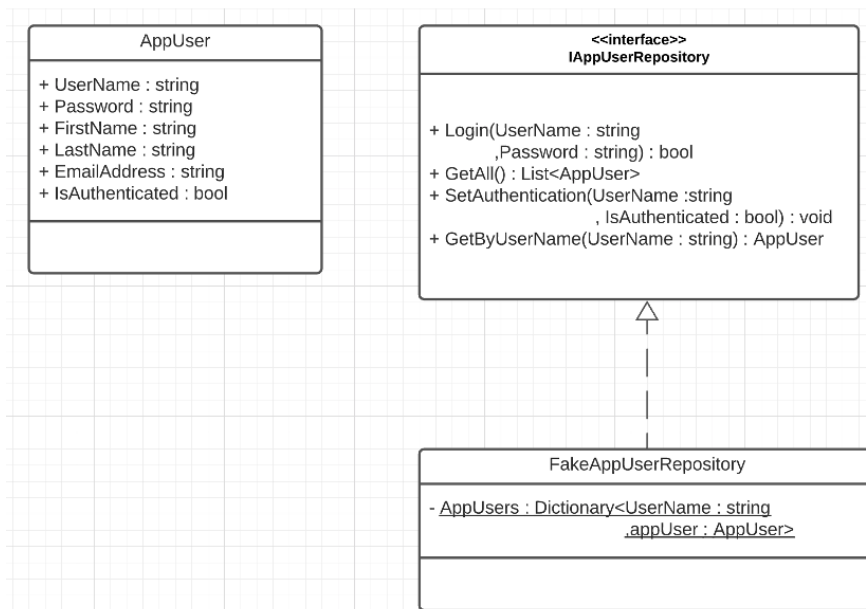 AppUser
+ UserName : string
+ Password : string
+ FirstName : string
+ LastName : string
+ EmailAddress : string
+ IsAuthenticated : bool
<<interface>>
IAppUserRepository
+ Login(UserName : string
,Password : string) : bool
+ GetAll() : List<AppUser>
+ SetAuthentication(UserName :string
, IsAuthenticated : bool) : void
+ GetByUserName(UserName : string) : AppUser
FakeAppUserRepository
- AppUsers : Dictionary<UserName : string
,appUser : AppUser>